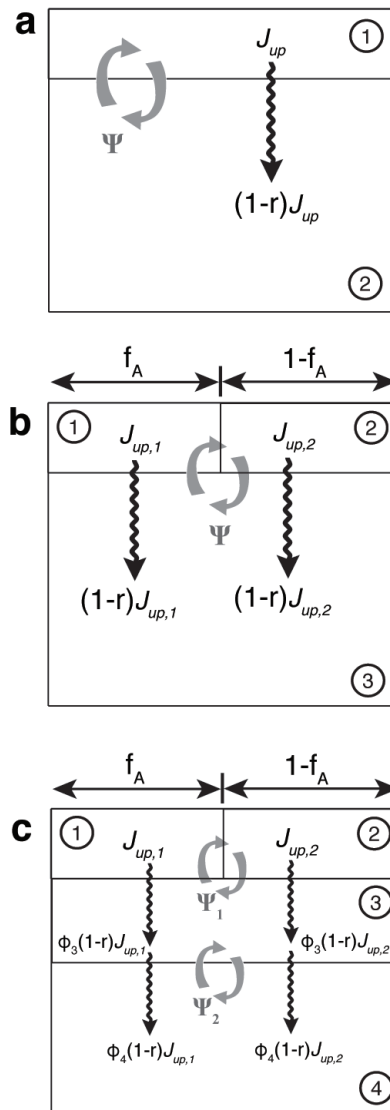 a
1
J_up
Ψ
(1-r)J_up
2
f_A 1-f_A
b
1 2
J_up,1 J_up,2
Ψ
(1-r)J_up,1 (1-r)J_up,2
3
f_A 1-f_A
c
1 2
J_up,1 J_up,2
Ψ_1
3
ϕ_3(1-r)J_up,1 ϕ_3(1-r)J_up,2
Ψ_2
ϕ_4(1-r)J_up,1 ϕ_4(1-r)J_up,2
4